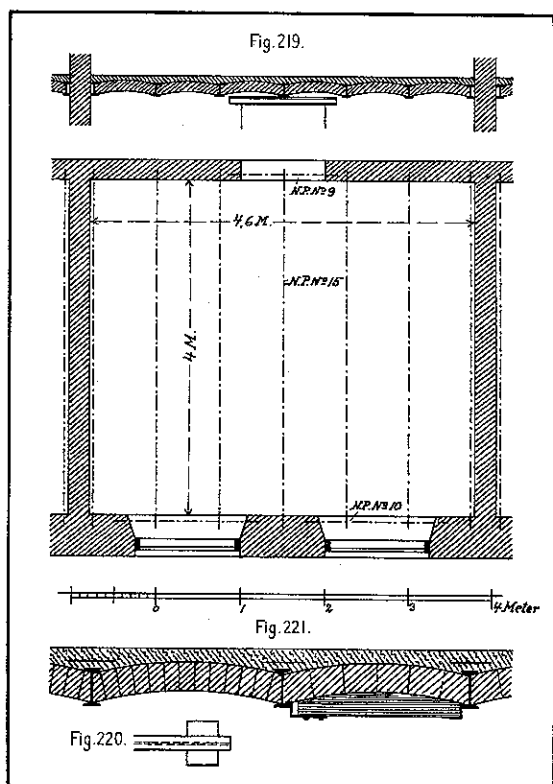 Fig. 219.
N.P. No 9
4,6 M.
N.P. No 15
4 M.
N.P. No 10
0 1 2 3 4 Meter
Fig. 221.
Fig. 220.